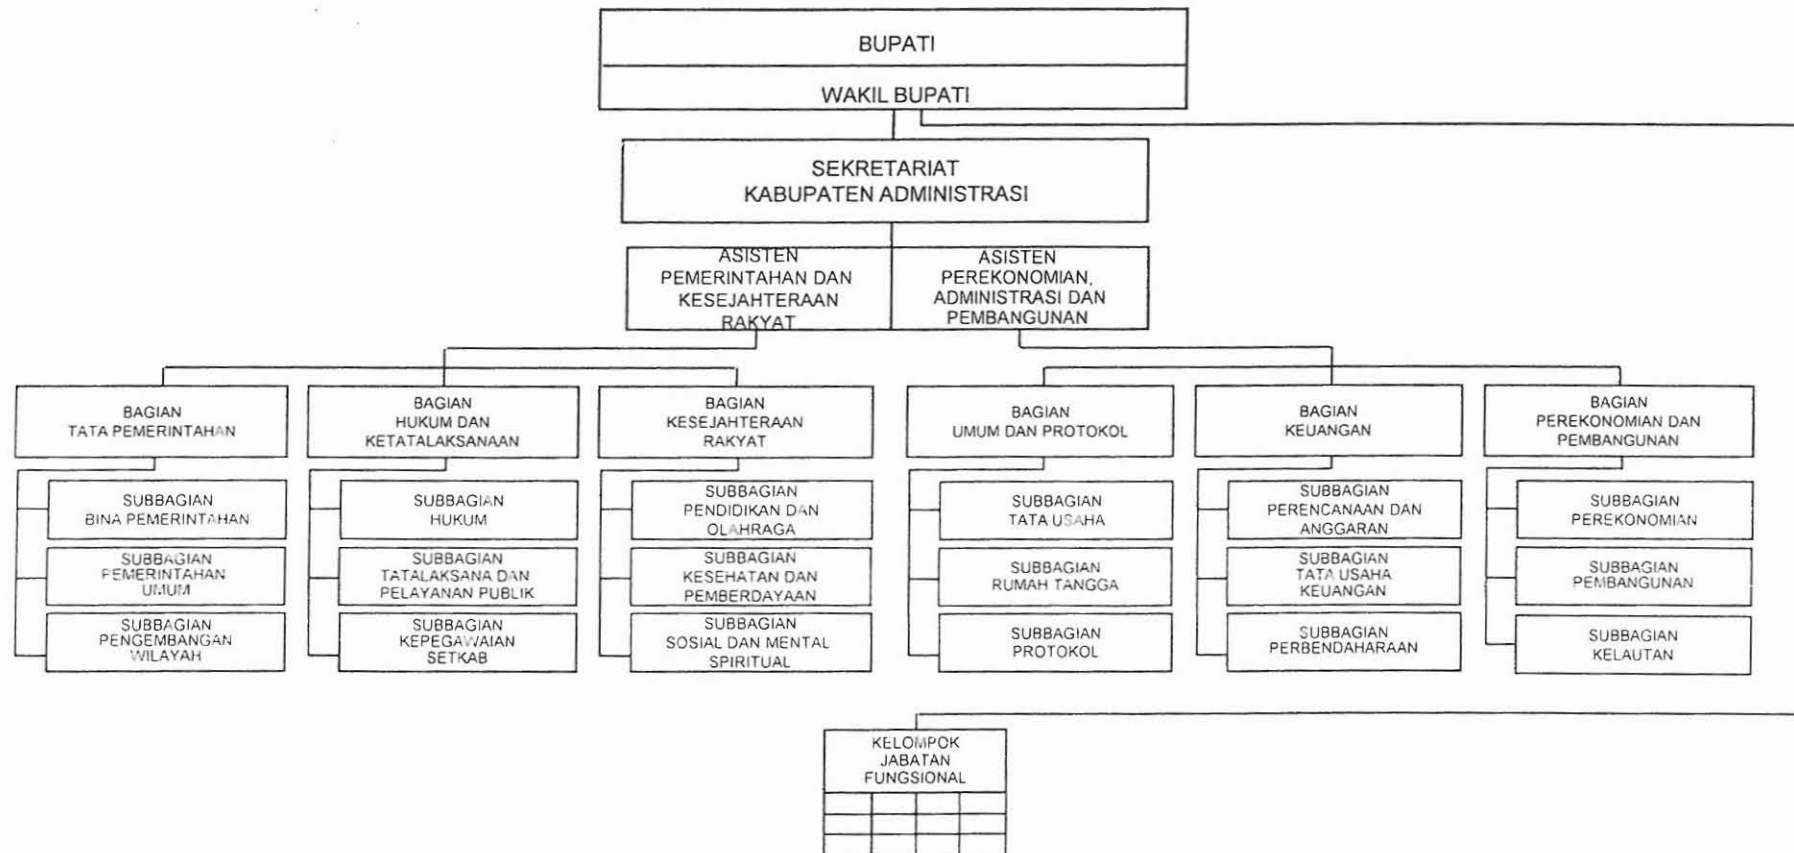 BUPATI
WAKIL BUPATI
SEKRETARIAT
KABUPATEN ADMINISTRASI
ASISTEN
PEMERINTAHAN DAN
KESEJAHTERAAN
RAKYAT
ASISTEN
PEREKONOMIAN,
ADMINISTRASI DAN
PEMBANGUNAN
BAGIAN
TATA PEMERINTAHAN
BAGIAN
HUKUM DAN
KETATALAKSANAAN
BAGIAN
KESEJAHTERAAN
RAKYAT
BAGIAN
UMUM DAN PROTOKOL
BAGIAN
KEUANGAN
BAGIAN
PEREKONOMIAN DAN
PEMBANGUNAN
SUBBAGIAN
BINA PEMERINTAHAN
SUBBAGIAN
PEMERINTAHAN
UMUM
SUBBAGIAN
PENGEMBANGAN
WILAYAH
SUBBAGIAN
HUKUM
SUBBAGIAN
TATALAKSANA DAN
PELAYANAN PUBLIK
SUBBAGIAN
KEPEGAWAIAN
SETKAB
SUBBAGIAN
PENDIDIKAN DAN
OLAHRAGA
SUBBAGIAN
KESEHATAN DAN
PEMBERDAYAAN
SUBBAGIAN
SOSIAL DAN MENTAL
SPIRITUAL
SUBBAGIAN
TATA USAHA
SUBBAGIAN
RUMAH TANGGA
SUBBAGIAN
PROTOKOL
SUBBAGIAN
PERENCANAAN DAN
ANGGARAN
SUBBAGIAN
TATA USAHA
KEUANGAN
SUBBAGIAN
PERBENDAHARAAN
SUBBAGIAN
PEREKONOMIAN
SUBBAGIAN
PEMBANGUNAN
SUBBAGIAN
KELAUTAN
KELOMPOK
JABATAN
FUNGSIONAL